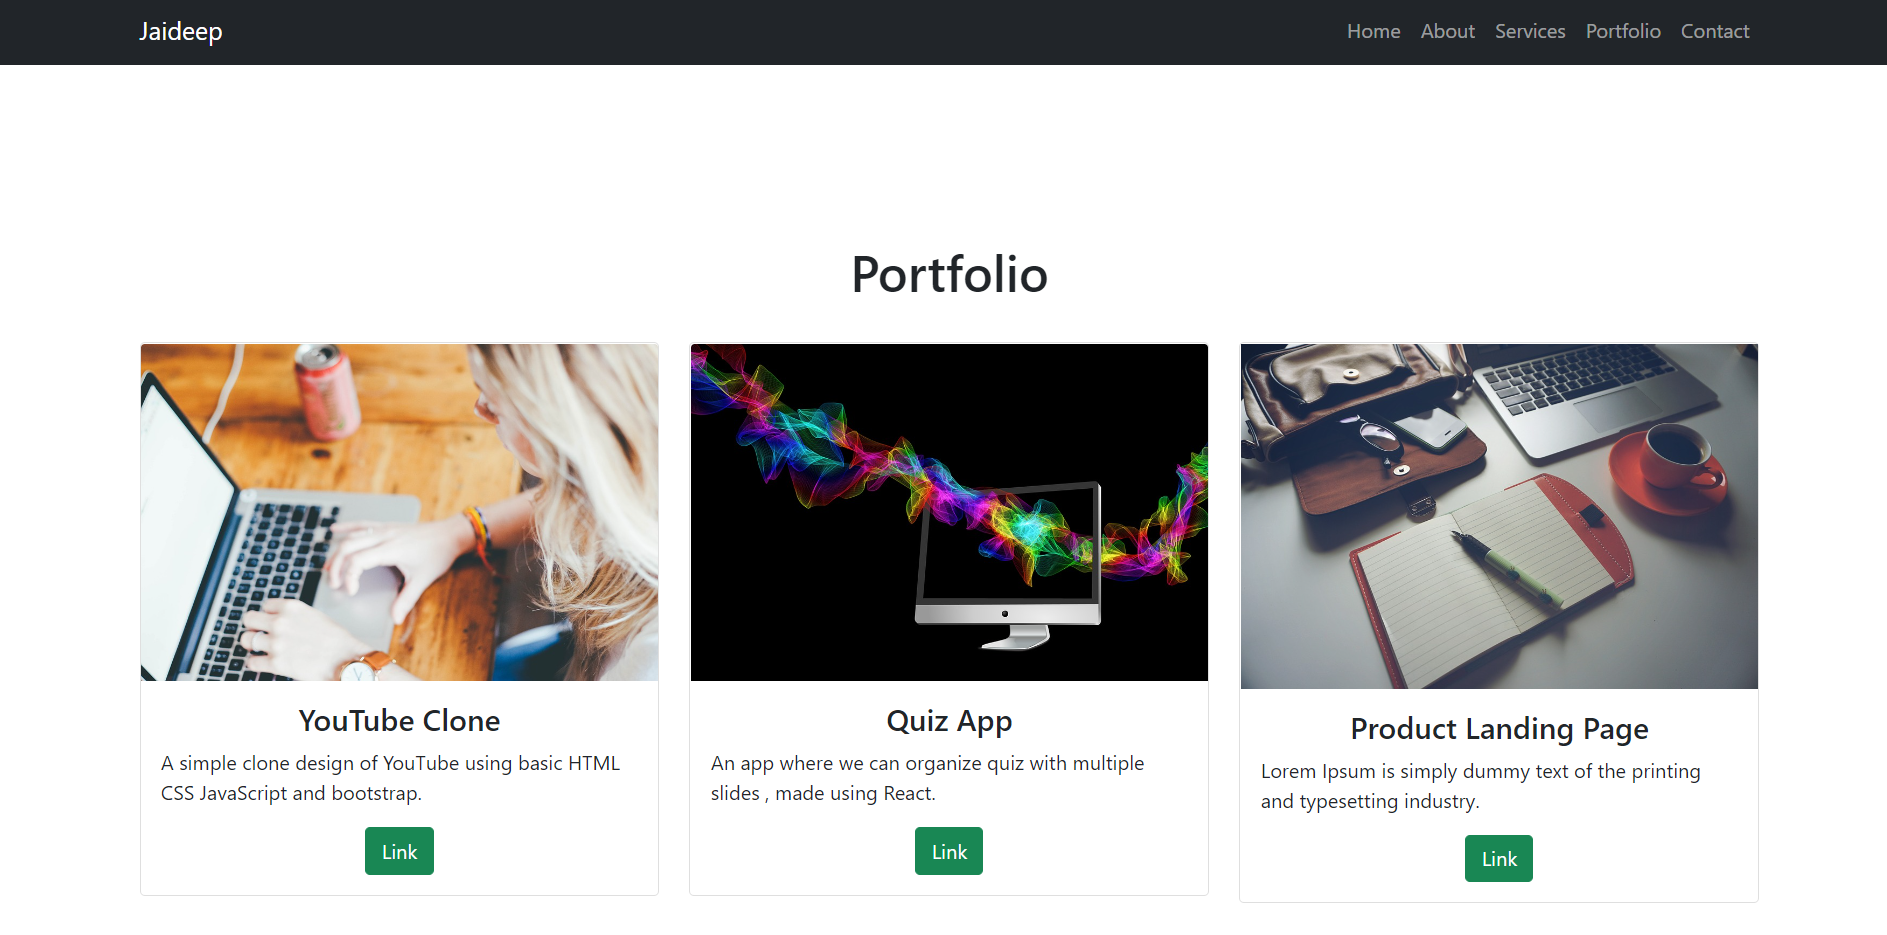 Jaideep
Home About Services Portfolio Contact
Portfolio
YouTube Clone
A simple clone design of YouTube using basic HTML
CSS JavaScript and bootstrap.
Link
Quiz App
An app where we can organize quiz with multiple
slides , made using React.
Link
Product Landing Page
Lorem Ipsum is simply dummy text of the printing
and typesetting industry.
Link